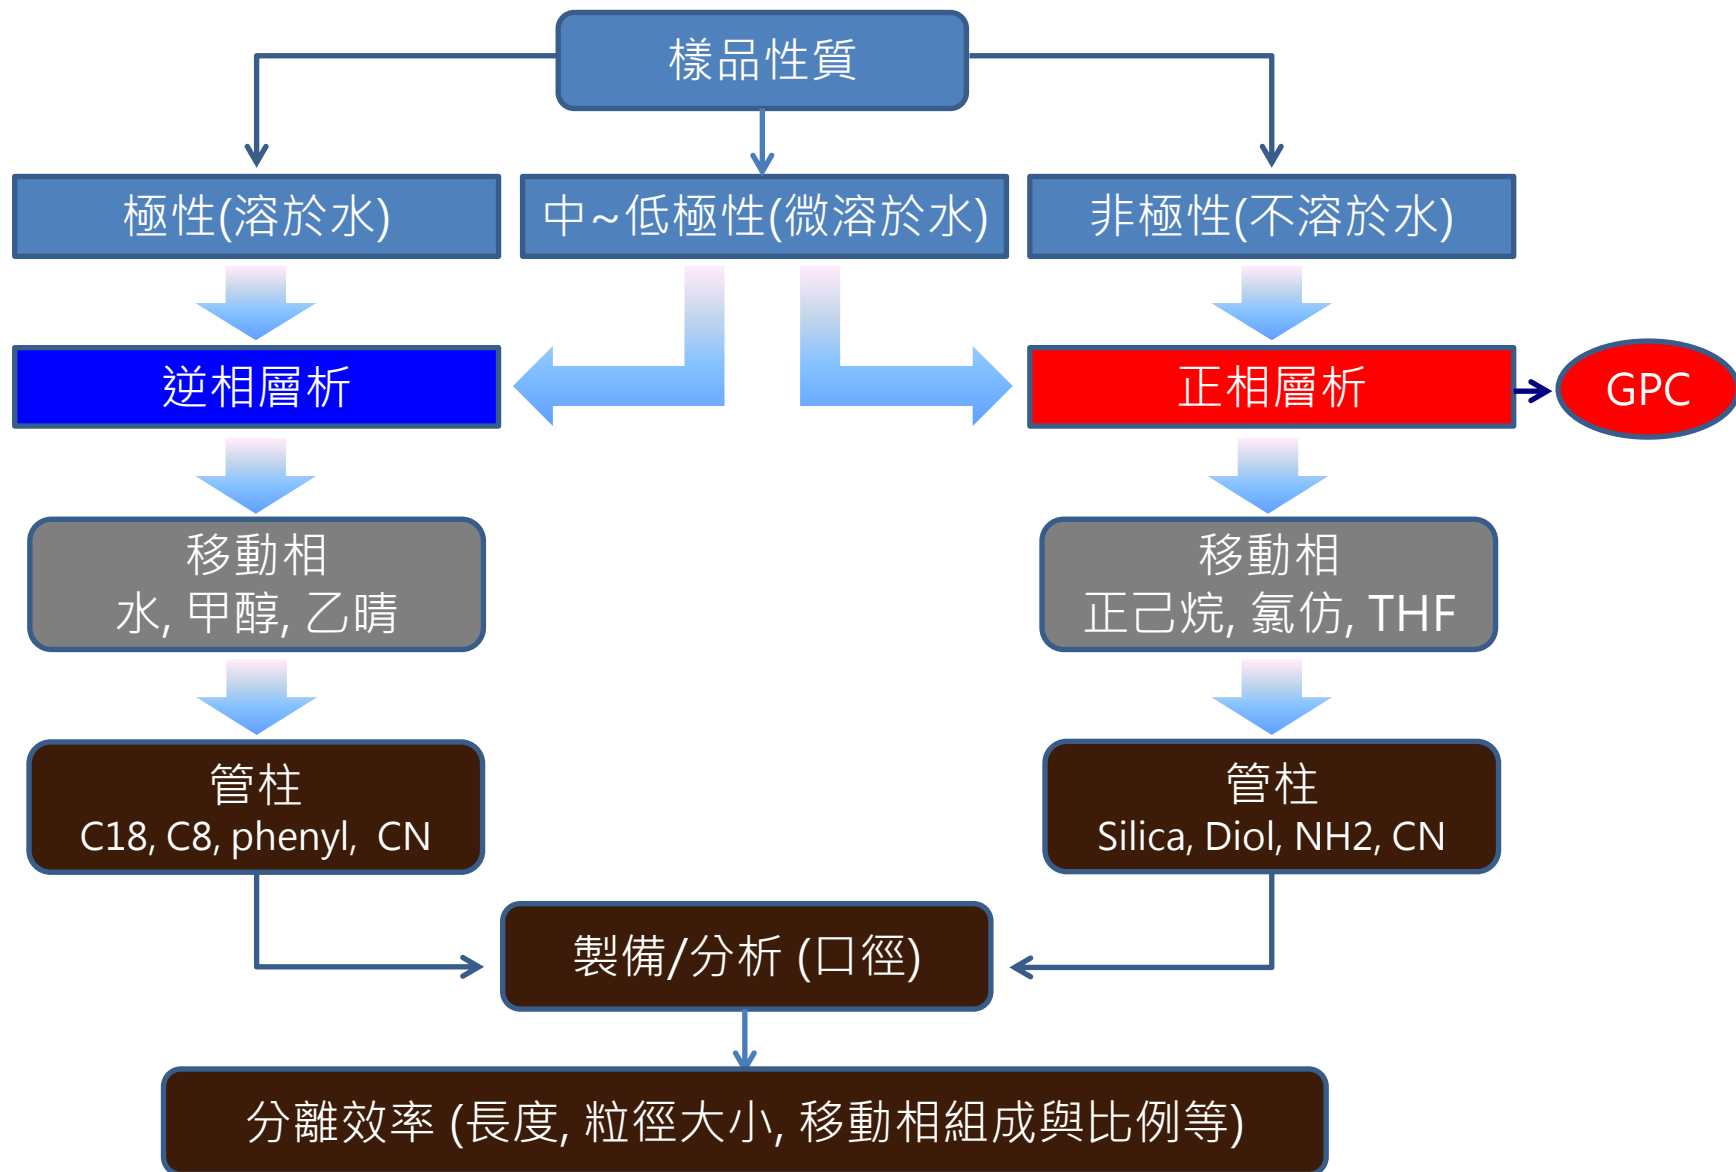 樣品性質
極性(溶於水)
中~低極性(微溶於水)
非極性(不溶於水)
逆相層析
正相層析
GPC
移動相
水, 甲醇, 乙晴
移動相
正己烷, 氯仿, THF
管柱
C18, C8, phenyl, CN
管柱
Silica, Diol, NH2, CN
製備/分析 (口徑)
分離效率 (長度, 粒徑大小, 移動相組成與比例等)